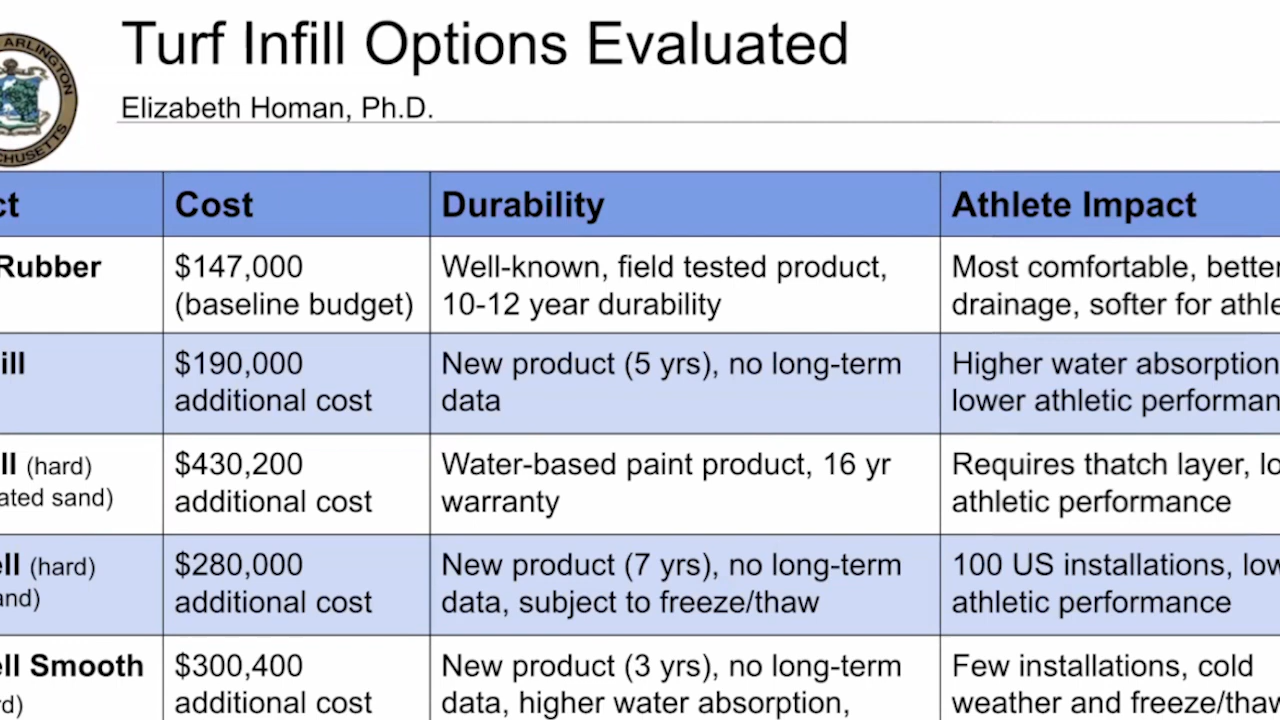 Turf Infill Options Evaluated
ARLINGTON
Elizabeth Homan, Ph.D.
Cost Durability Athlete Impact
Rubber $147,000 Well-known, field tested product, Most comfortable,
(baseline budget) 10-12 year durability drainage, softer for
$190,000 New product (5 yrs), no long-term Higher water absorption
additional cost data lower athletic
(hard) $430,200 Water-based paint product, 16 yr Requires thatch layer,
sand) additional cost warranty athletic performance
(hard) $280,000 New product (7 yrs), no long-term 100 US installations,
additional cost data, subject to freeze/thaw athletic performance
Smooth $300,400 New product (3 yrs), no long-term Few installations, cold
additional cost data, higher water absorption, weather and freeze/thaw